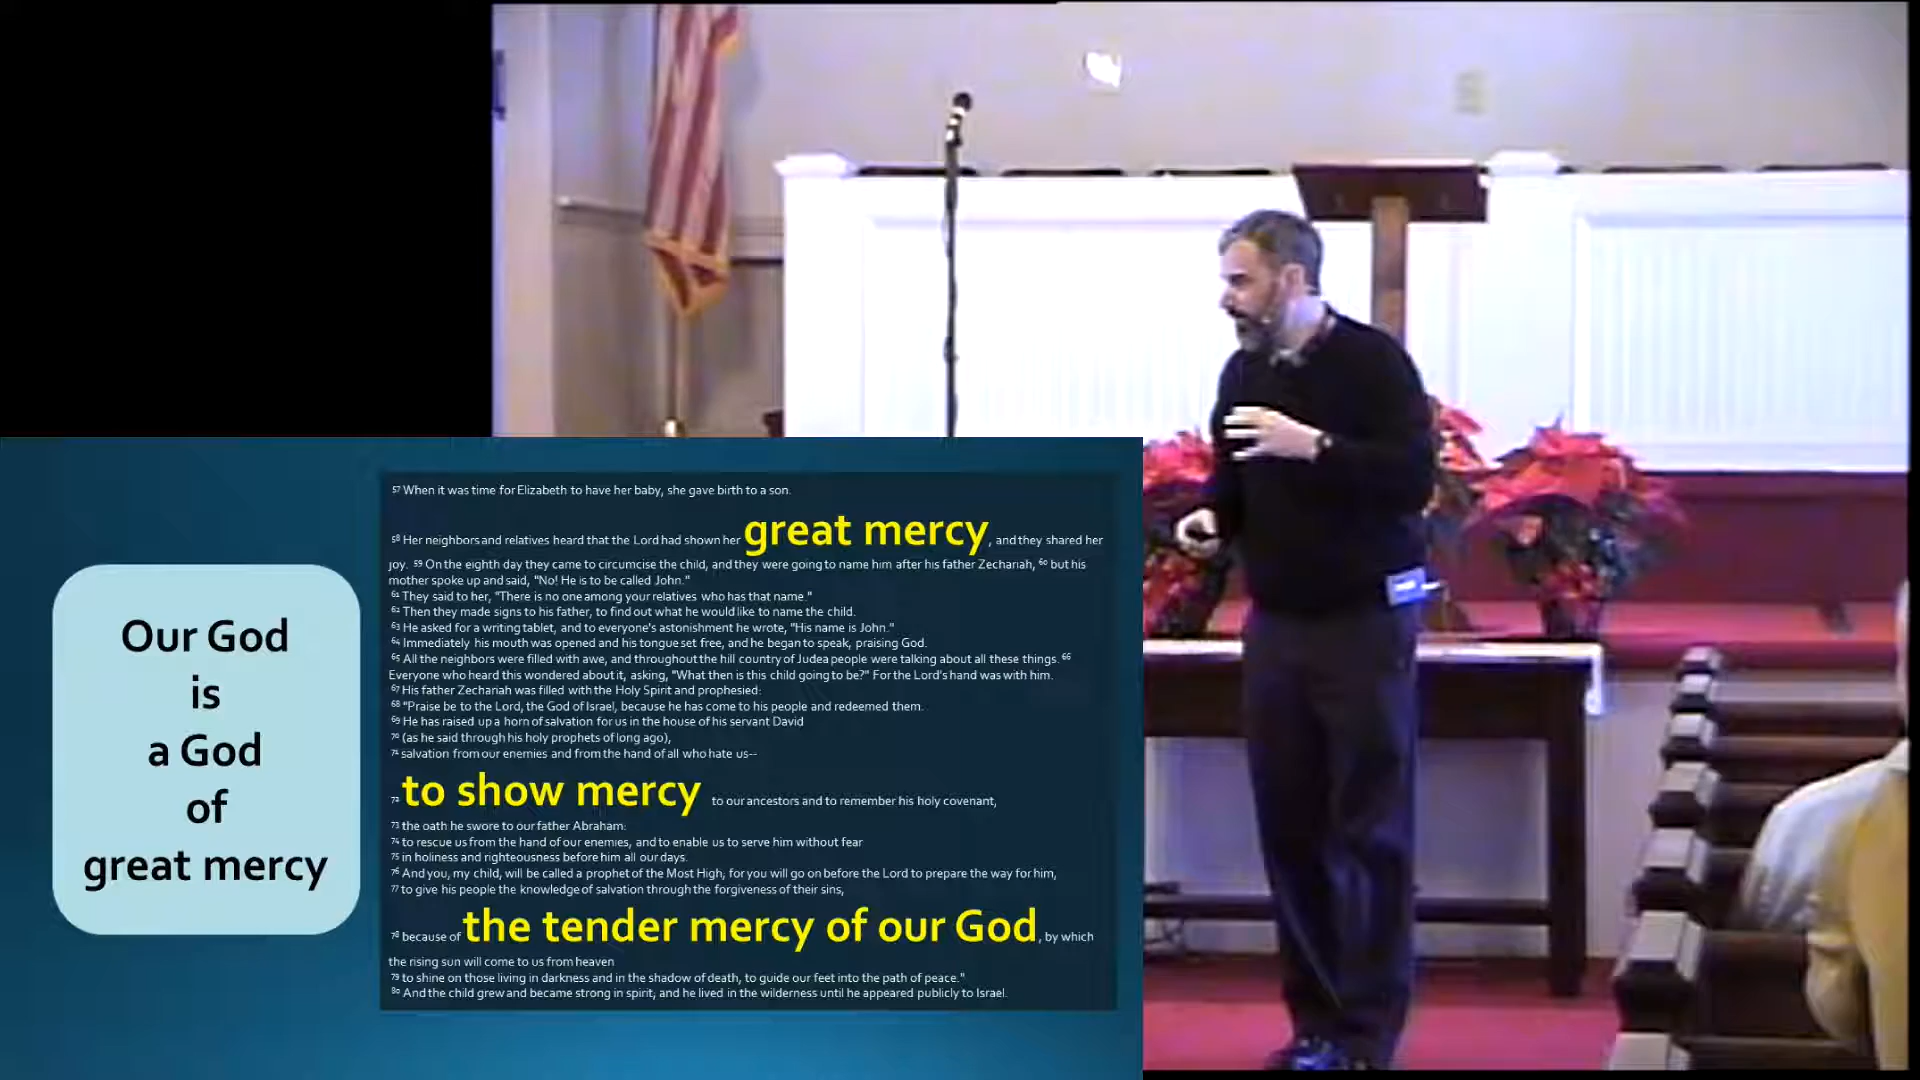 Our God
is
a God
of
great mercy
57 When it was time for Elizabeth to have her baby, she gave birth to a son.
58 Her neighbors and relatives heard that the Lord had shown her great mercy, and they shared her
joy. 59 On the eighth day they came to circumcise the child, and they were going to name him after his father Zechariah, 60 but his
mother spoke up and said, "No! He is to be called John."
61 They said to her, "There is no one among your relatives who has that name."
62 Then they made signs to his father, to find out what he would like to name the child.
63 He asked for a writing tablet, and to everyone's astonishment he wrote, "His name is John."
64 Immediately his mouth was opened and his tongue set free, and he began to speak, praising God.
65 All the neighbors were filled with awe, and throughout the hill country of Judea people were talking about all these things. 66
Everyone who heard this wondered about it, asking, "What then is this child going to be?" For the Lord's hand was with him.
67 His father Zechariah was filled with the Holy Spirit and prophesied:
68 "Praise be to the Lord, the God of Israel, because he has come to his people and redeemed them.
69 He has raised up a horn of salvation for us in the house of his servant David
70 (as he said through his holy prophets of long ago),
71 salvation from our enemies and from the hand of all who hate us--
72 to show mercy to our ancestors and to remember his holy covenant,
73 the oath he swore to our father Abraham:
74 to rescue us from the hand of our enemies, and to enable us to serve him without fear
75 in holiness and righteousness before him all our days.
76 And you, my child, will be called a prophet of the Most High; for you will go on before the Lord to prepare the way for him,
77 to give his people the knowledge of salvation through the forgiveness of their sins,
78 because of the tender mercy of our God, by which
the rising sun will come to us from heaven
79 to shine on those living in darkness and in the shadow of death, to guide our feet into the path of peace."
80 And the child grew and became strong in spirit; and he lived in the wilderness until he appeared publicly to Israel.